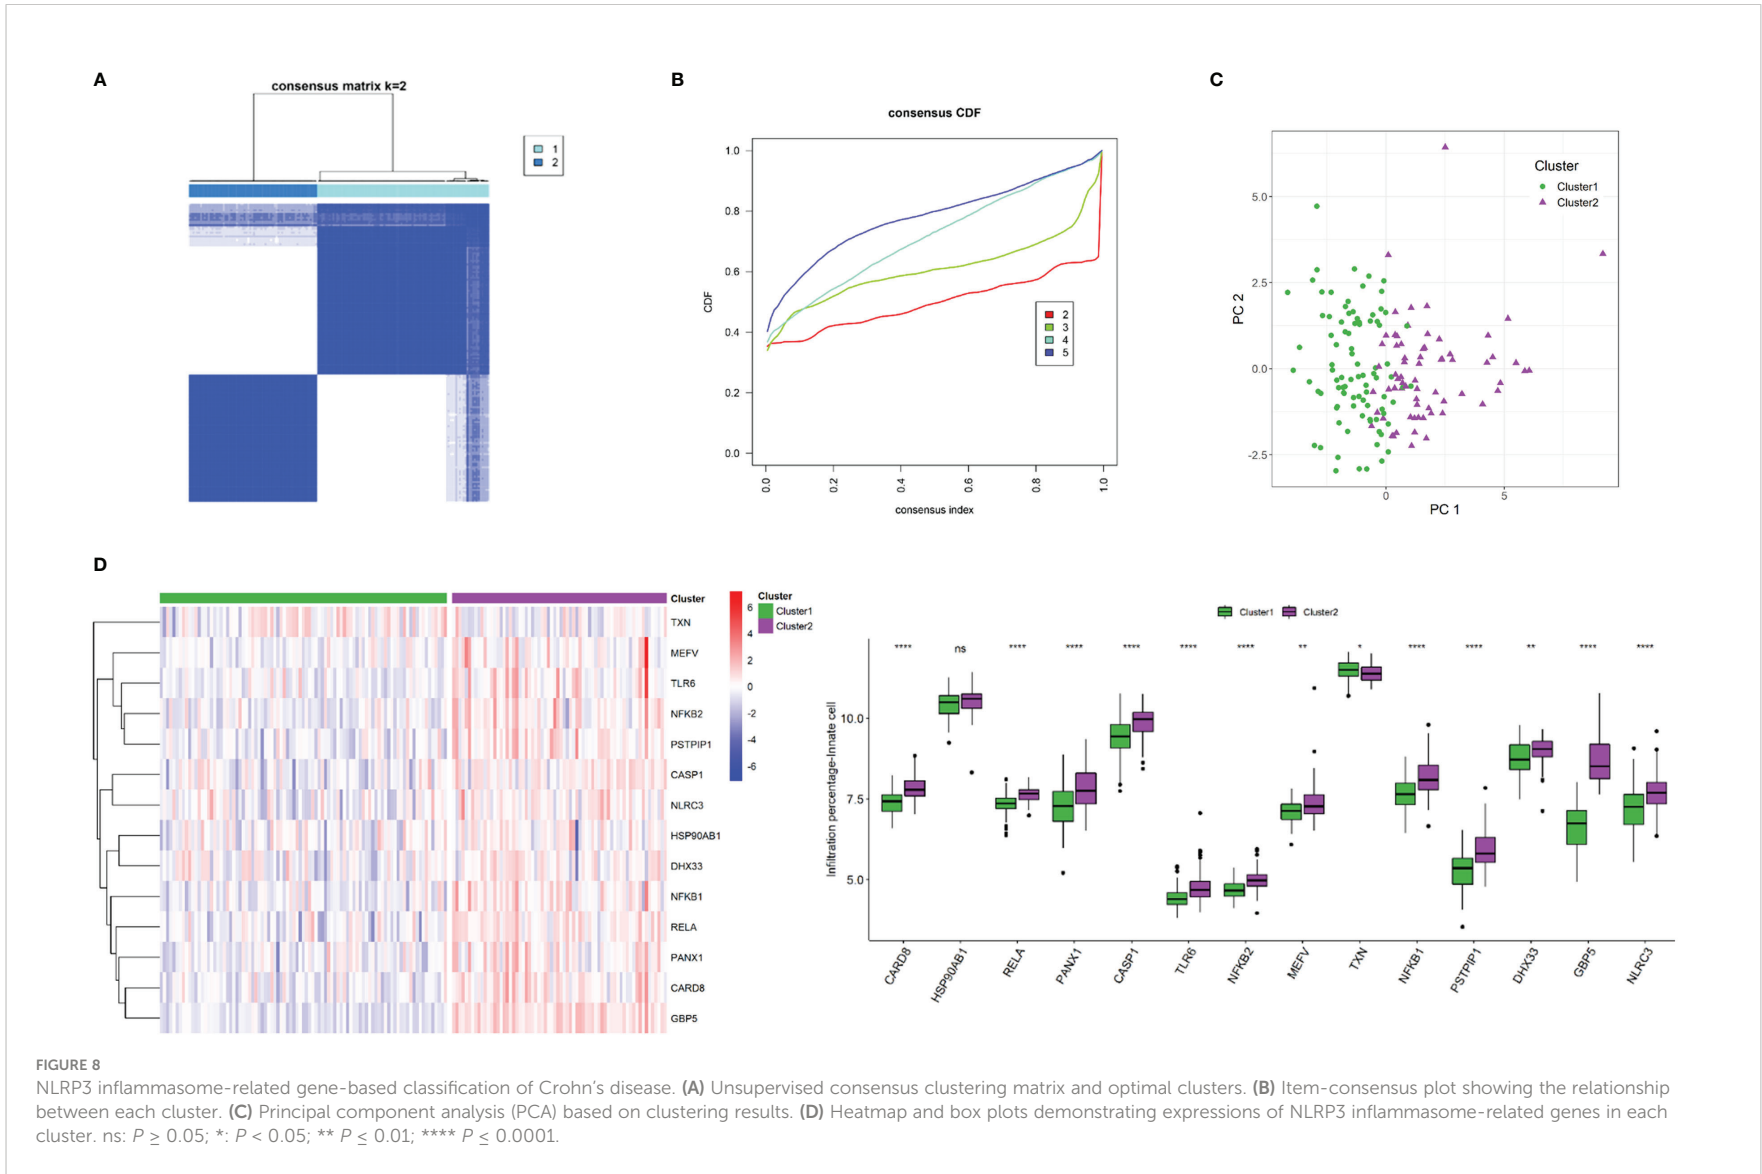 A
consensus matrix k=2
1
2
B
consensus CDF
CDF
1.0
0.8
0.6
0.4
0.2
0.0
2
3
4
5
0.0
0.2
0.4
0.6
0.8
1.0
consensus index
C
PC 2
5.0
2.5
0.0
-2.5
Cluster
Cluster1
Cluster2
0
5
PC 1
D
Cluster
TXN
MEFV
TLR6
NFKB2
PSTPIP1
CASP1
NLRC3
HSP90AB1
DHX33
NFKB1
RELA
PANX1
CARD8
GBP5
6
4
2
0
-2
-4
-6
Cluster
Cluster1
Cluster2
Cluster1 Cluster2
Infiltration percentage-Innate cell
10.0
7.5
5.0
**** ns **** **** **** **** **** ** * **** **** ** **** ****
CARD8
HSP90AB1
RELA
PANX1
CASP1
TLR6
NFKB2
MEFV
TXN
NFKB1
PSTPIP1
DHX33
GBP5
NLRC3
FIGURE 8
NLRP3 inflammasome-related gene-based classification of Crohn's disease. (A) Unsupervised consensus clustering matrix and optimal clusters. (B) Item-consensus plot showing the relationship
between each cluster. (C) Principal component analysis (PCA) based on clustering results. (D) Heatmap and box plots demonstrating expressions of NLRP3 inflammasome-related genes in each
cluster. ns: P ≥ 0.05; *: P < 0.05; ** P ≤ 0.01; **** P ≤ 0.0001.